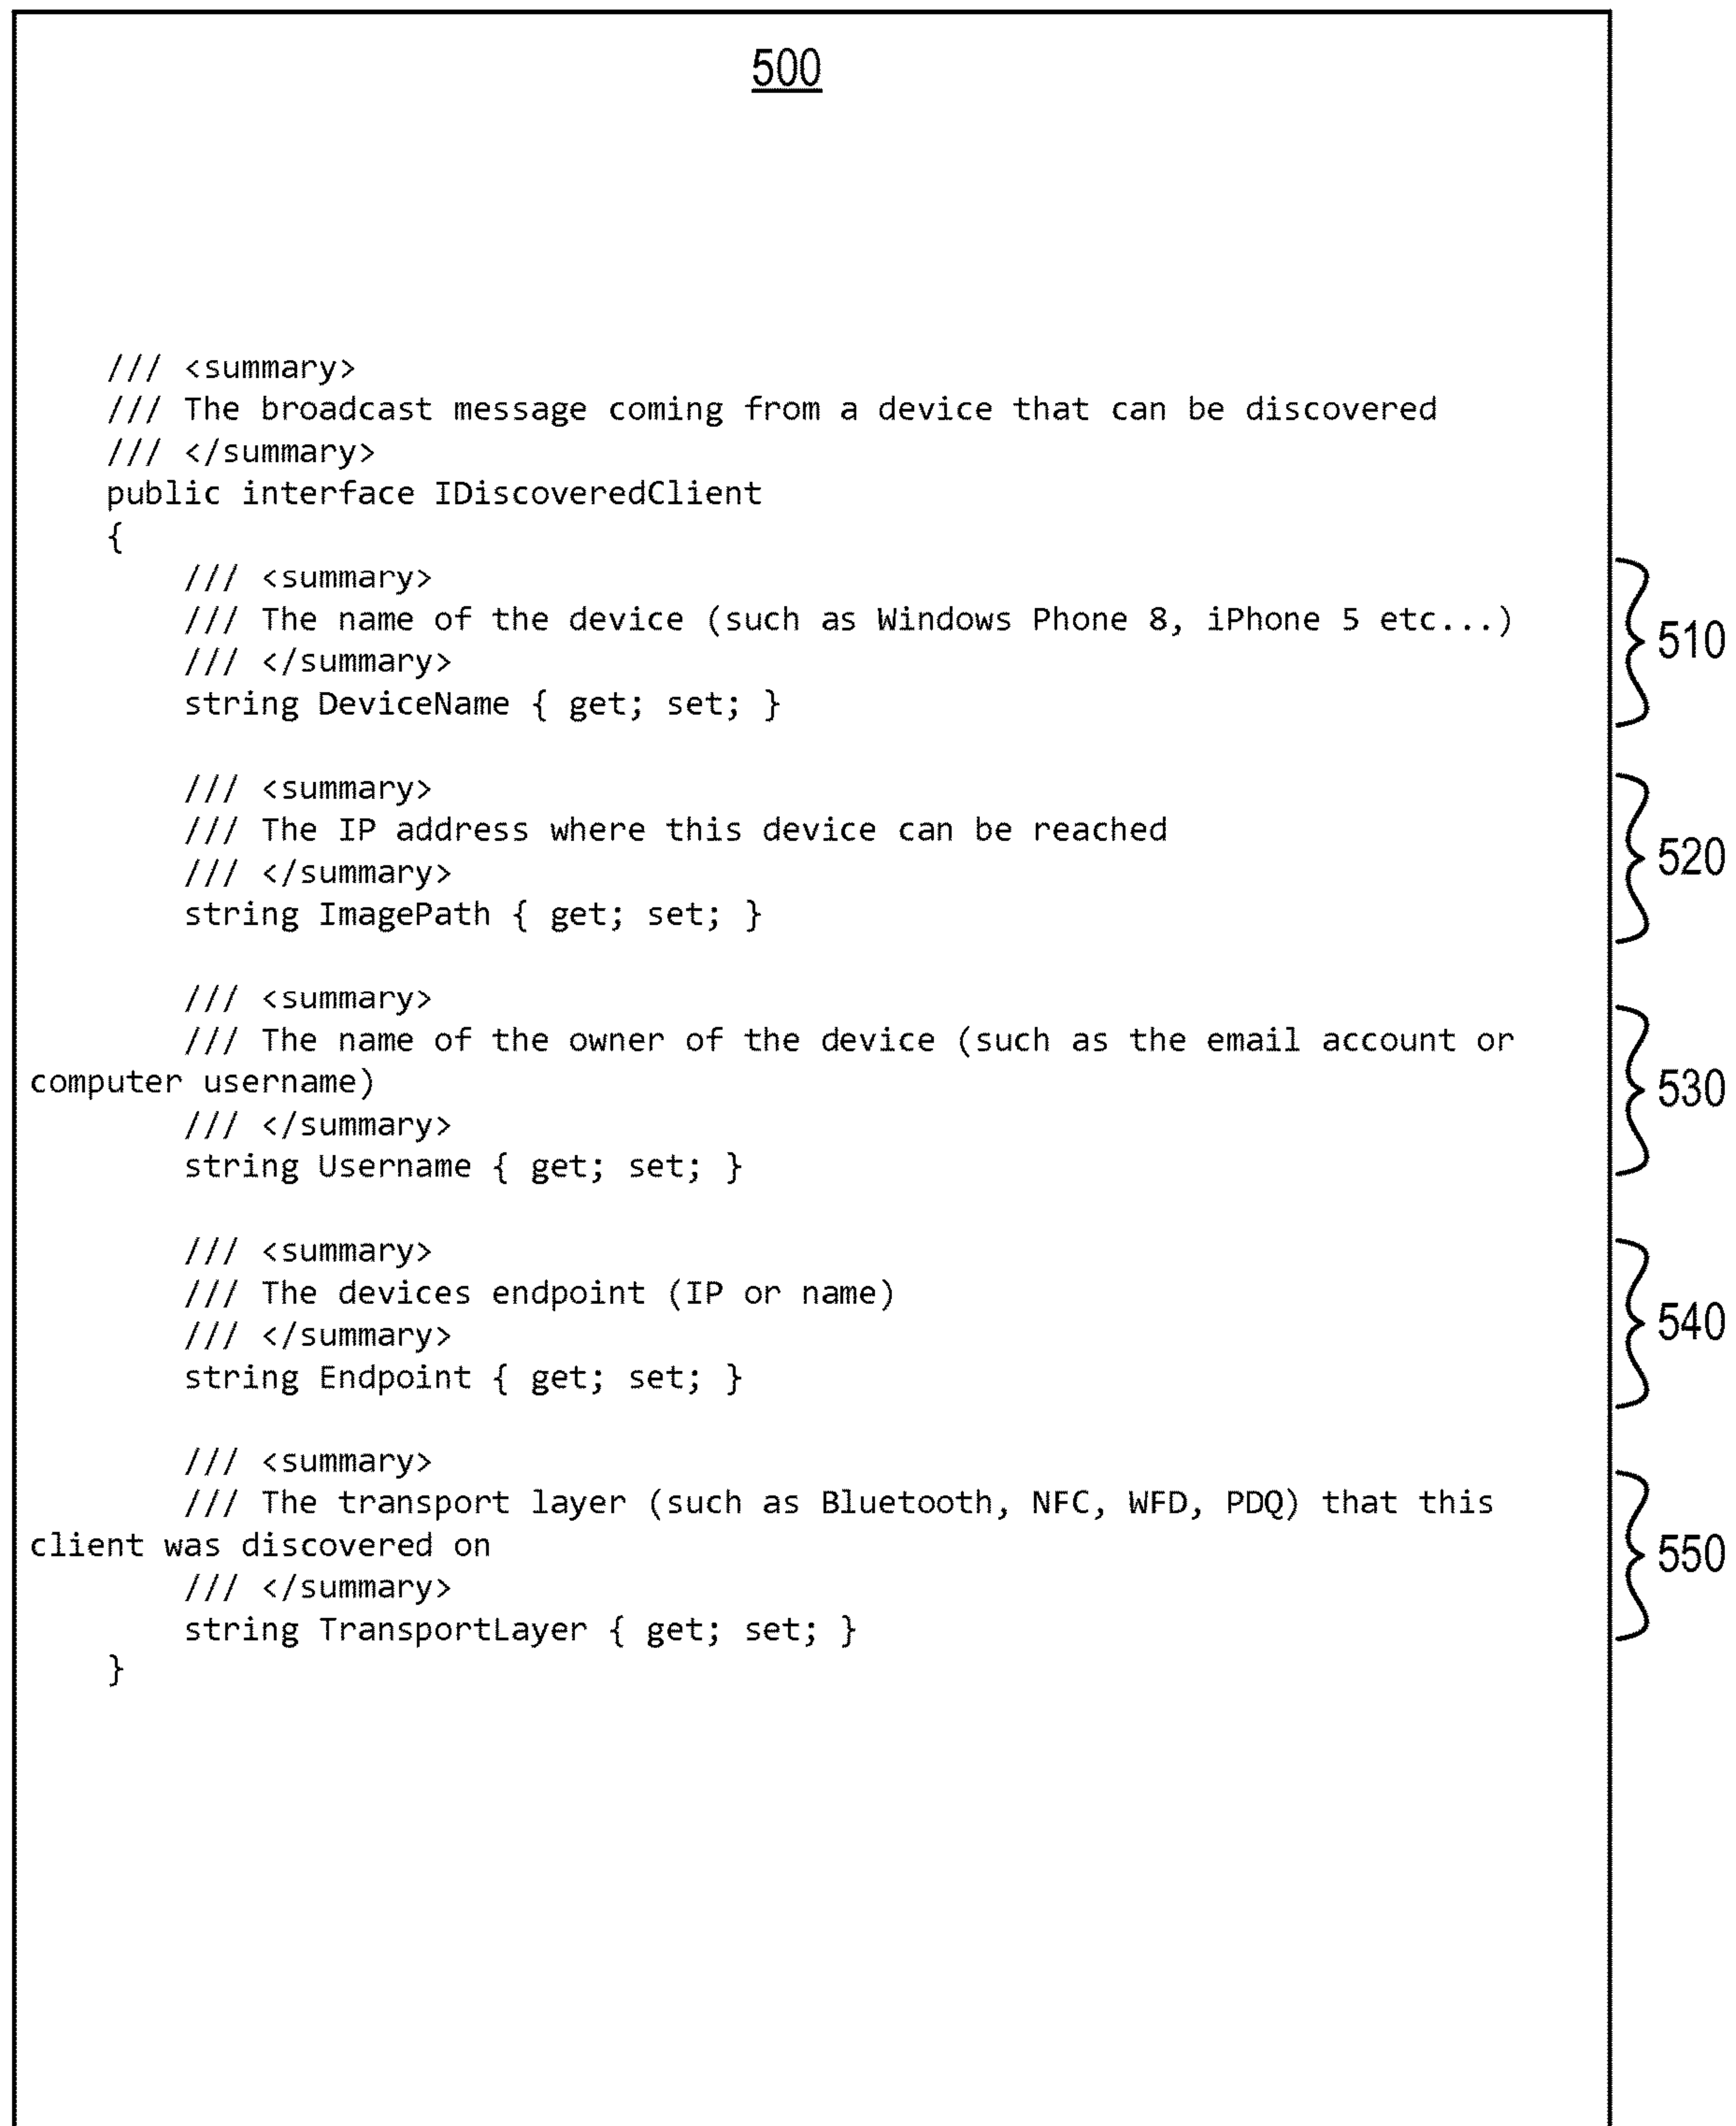 500
/// <summary>
/// The broadcast message coming from a device that can be discovered
/// </summary>
public interface IDiscoveredClient
{
/// <summary>
/// The name of the device (such as Windows Phone 8, iPhone 5 etc...)
/// </summary>
string DeviceName { get; set; }
510
/// <summary>
/// The IP address where this device can be reached
/// </summary>
string ImagePath { get; set; }
520
/// <summary>
/// The name of the owner of the device (such as the email account or
computer username)
/// </summary>
string Username { get; set; }
530
/// <summary>
/// The devices endpoint (IP or name)
/// </summary>
string Endpoint { get; set; }
540
/// <summary>
/// The transport layer (such as Bluetooth, NFC, WFD, PDQ) that this
client was discovered on
/// </summary>
string TransportLayer { get; set; }
550
}